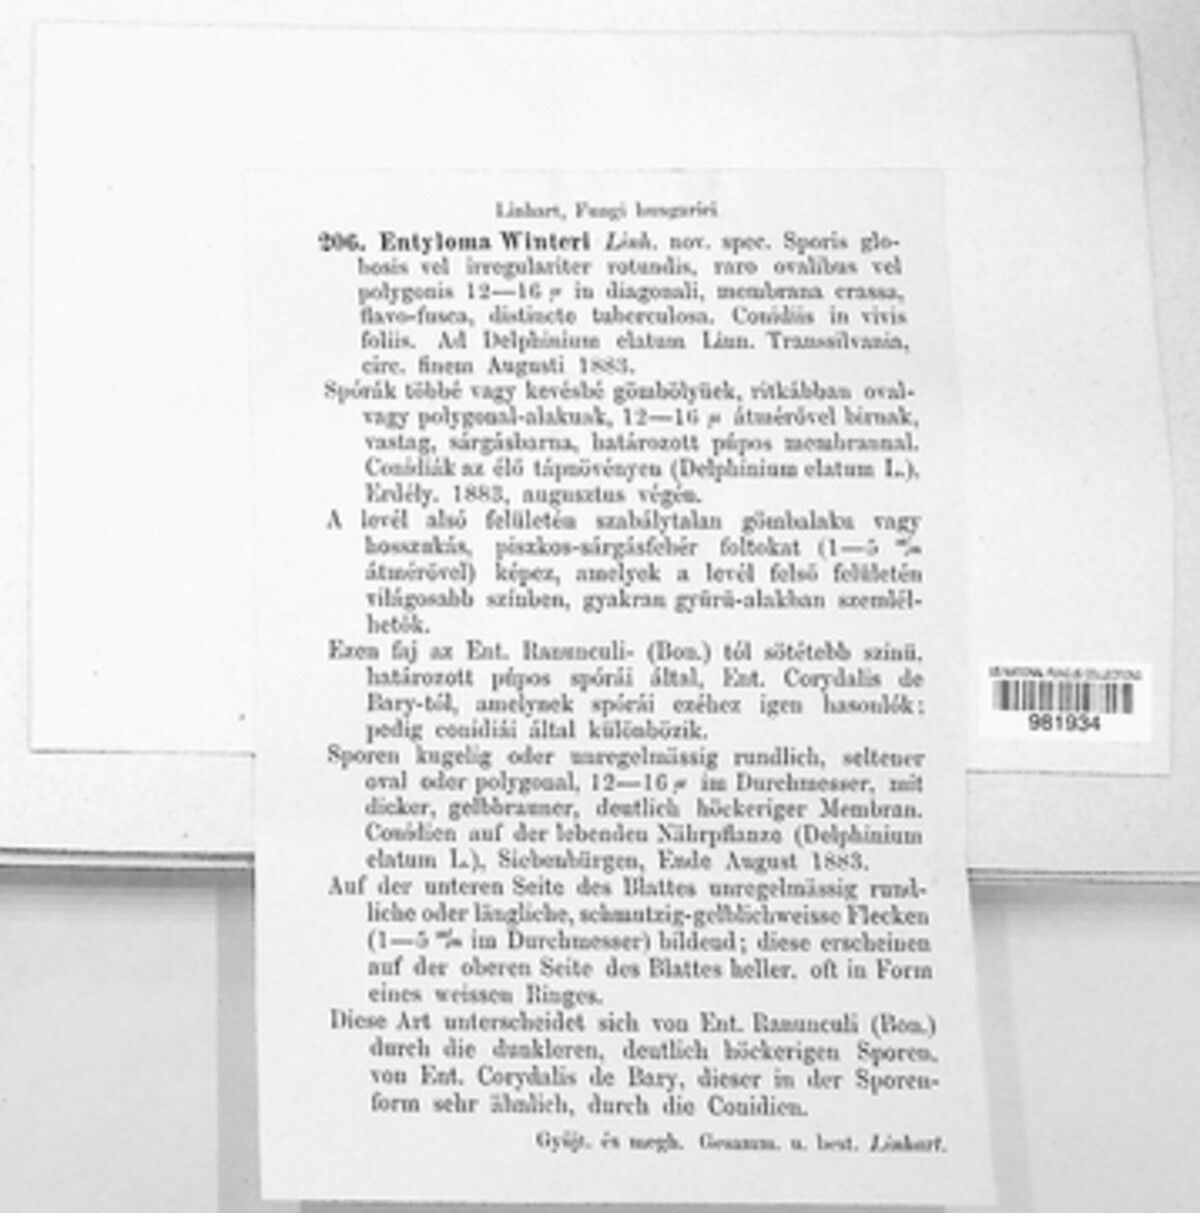 Linhart, Fungi hungarici
206. Entyloma Winteri Linh. nov. spec. Sporis glo-
bosis vel irregulariter rotundis, raro ovalibus vel
polygonis 12—16 μ in diagonali, membrana crassa,
flavo-fusca, distincte tuberculosa. Conidiis in vivis
foliis. Ad Delphinium elatum Linn. Transsilvania,
circ. finem Augusti 1883.
Spórák többé vagy kevésbé gömbölyüek, ritkábban oval-
vagy polygonal-alakuak, 12—16 μ átmérővel birnak,
vastag, sárgásbarna, határozott púpos membrannal.
Conidiák az élő tápnövényen (Delphinium elatum L.).
Erdély. 1883, augusztus végén.
A levél alsó felületén szabálytalan gömbalaku vagy
hosszukás, piszkos-sárgásfehér foltokat (1—5 m/m
átmérővel) képez, amelyek a levél felső felületén
világosabb színben, gyakran gyürü-alakban szemlél-
hetők.
Ezen faj az Ent. Ranunculi- (Bon.) tól sötétebb szinü,
határozott púpos spórái által, Ent. Corydalis de
Bary-tól, amelynek spórái ezéhez igen hasonlók;
pedig conidiái által különbözik.
Sporen kugelig oder unregelmässig rundlich, seltener
oval oder polygonal, 12—16 μ im Durchmesser, mit
dicker, gelbbrauner, deutlich höckeriger Membran.
Conidien auf der lebenden Nährpflanze (Delphinium
elatum L.), Siebenbürgen, Ende August 1883.
Auf der unteren Seite des Blattes unregelmässig rund-
liche oder längliche, schmutzig-gelblichweisse Flecken
(1—5 m/m im Durchmesser) bildend; diese erscheinen
auf der oberen Seite des Blattes heller, oft in Form
eines weissen Ringes.
Diese Art unterscheidet sich von Ent. Ranunculi (Bon.)
durch die dunkleren, deutlich höckerigen Sporen,
von Ent. Corydalis de Bary, dieser in der Sporen-
form sehr ähnlich, durch die Conidien.
Gyüjt. és megh. Gesamm. u. best. Linhart.
US NATIONAL FUNGUS COLLECTIONS
981934